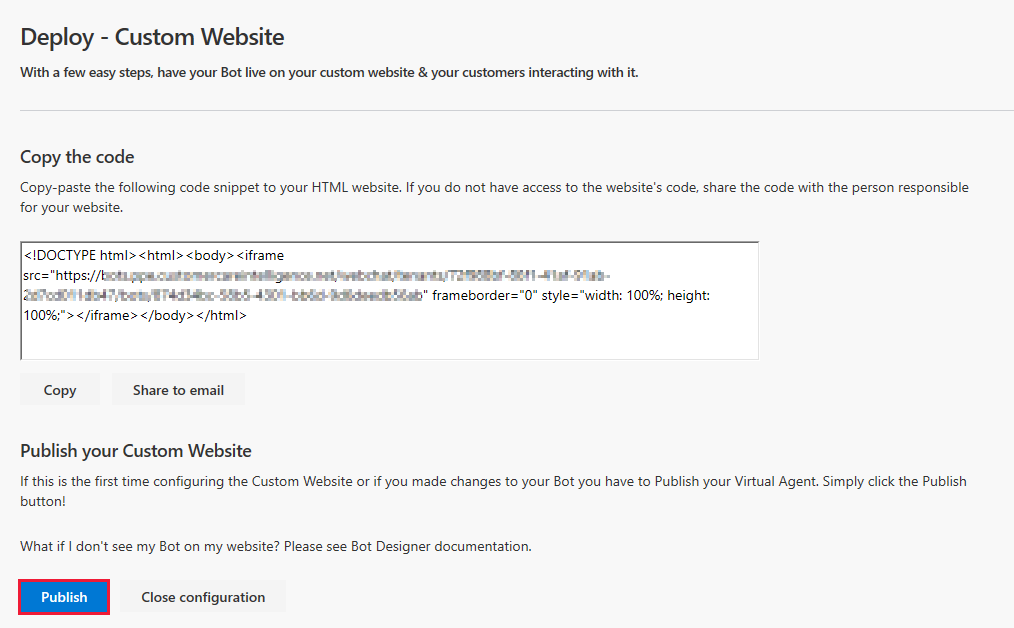 Deploy - Custom Website
With a few easy steps, have your Bot live on your custom website & your customers interacting with it.
Copy the code
Copy-paste the following code snippet to your HTML website. If you do not have access to the website's code, share the code with the person responsible
for your website.
<!DOCTYPE html><html><body><iframe
src="https://
" frameborder="0" style="width: 100%; height:
100%;"></iframe></body></html>
Copy Share to email
Publish your Custom Website
If this is the first time configuring the Custom Website or if you made changes to your Bot you have to Publish your Virtual Agent. Simply click the Publish
button!
What if I don't see my Bot on my website? Please see Bot Designer documentation.
Publish Close configuration